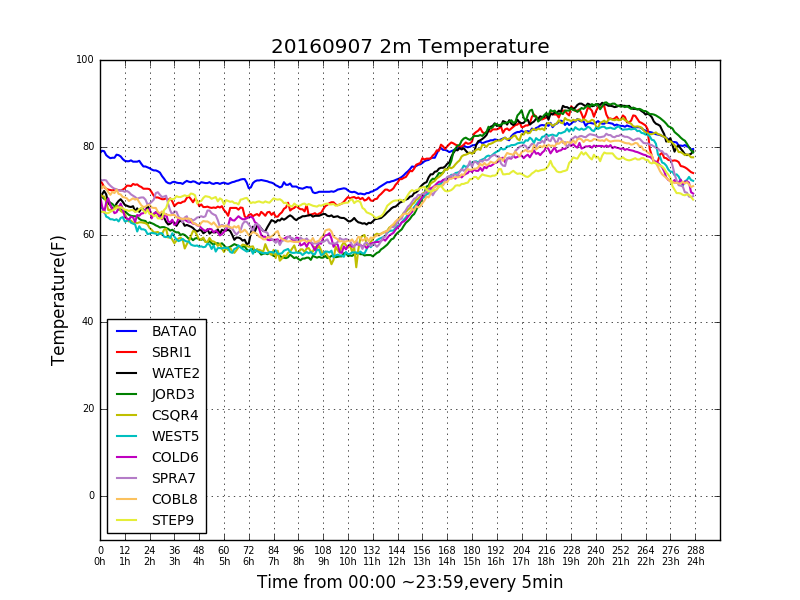 20160907 2m Temperature
100
80
60
40
20
0
Temperature(F)
BATA0
SBRI1
WATE2
JORD3
CSQR4
WEST5
COLD6
SPRA7
COBL8
STEP9
0 12 24 36 48 60 72 84 96 108 120 132 144 156 168 180 192 204 216 228 240 252 264 276 288
0h 1h 2h 3h 4h 5h 6h 7h 8h 9h 10h 11h 12h 13h 14h 15h 16h 17h 18h 19h 20h 21h 22h 23h 24h
Time from 00:00 ~23:59,every 5min